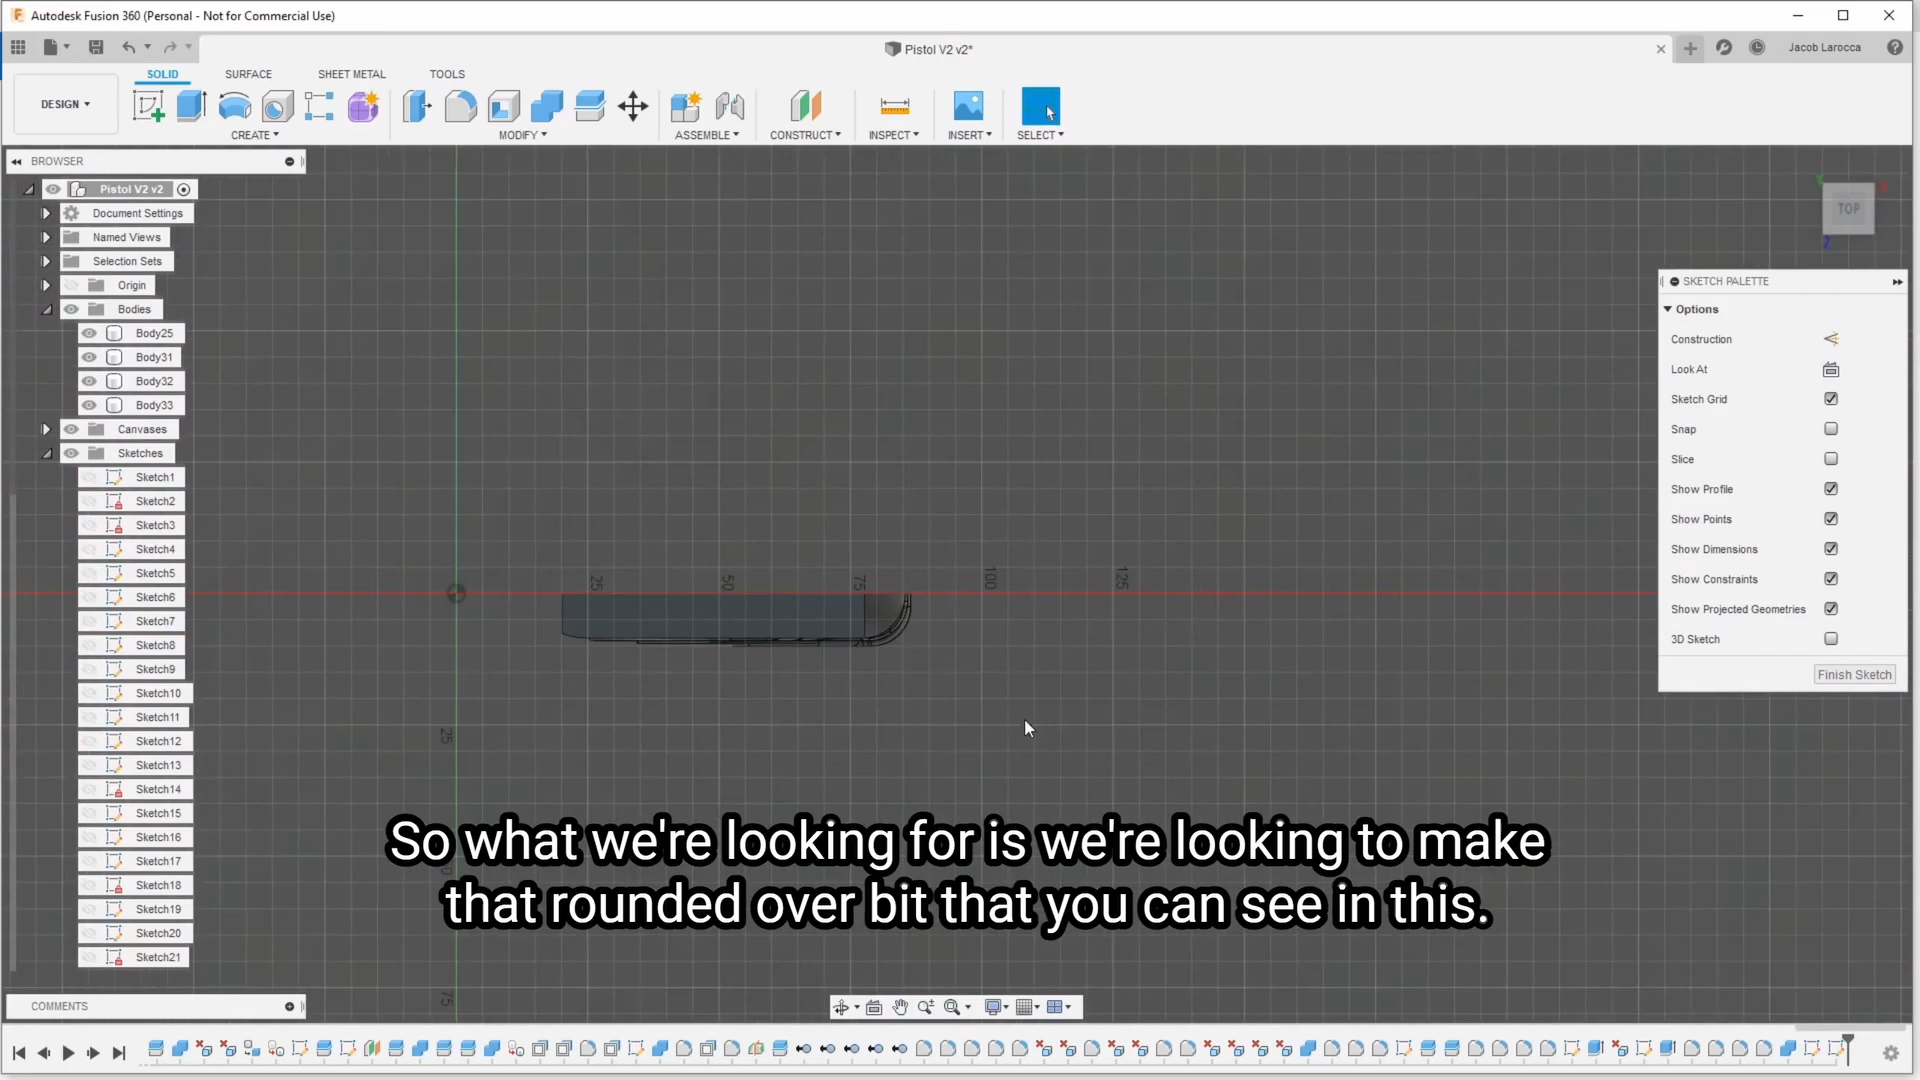 Autodesk Fusion 360 (Personal - Not for Commercial Use)
Pistol V2 v2*
Jacob Larocca
SOLID
SURFACE
SHEET METAL
TOOLS
DESIGN
CREATE
MODIFY
ASSEMBLE
CONSTRUCT
INSPECT
INSERT
SELECT
BROWSER
Pistol V2 v2
Document Settings
Named Views
Selection Sets
Origin
Bodies
Body25
Body31
Body32
Body33
Canvases
Sketches
Sketch1
Sketch2
Sketch3
Sketch4
Sketch5
Sketch6
Sketch7
Sketch8
Sketch9
Sketch10
Sketch11
Sketch12
Sketch13
Sketch14
Sketch15
Sketch16
Sketch17
Sketch18
Sketch19
Sketch20
Sketch21
COMMENTS
25
50
75
100
125
25
75
TOP
X
Y
Z
SKETCH PALETTE
Options
Construction
Look At
Sketch Grid
Snap
Slice
Show Profile
Show Points
Show Dimensions
Show Constraints
Show Projected Geometries
3D Sketch
Finish Sketch
So what we're looking for is we're looking to make
that rounded over bit that you can see in this.